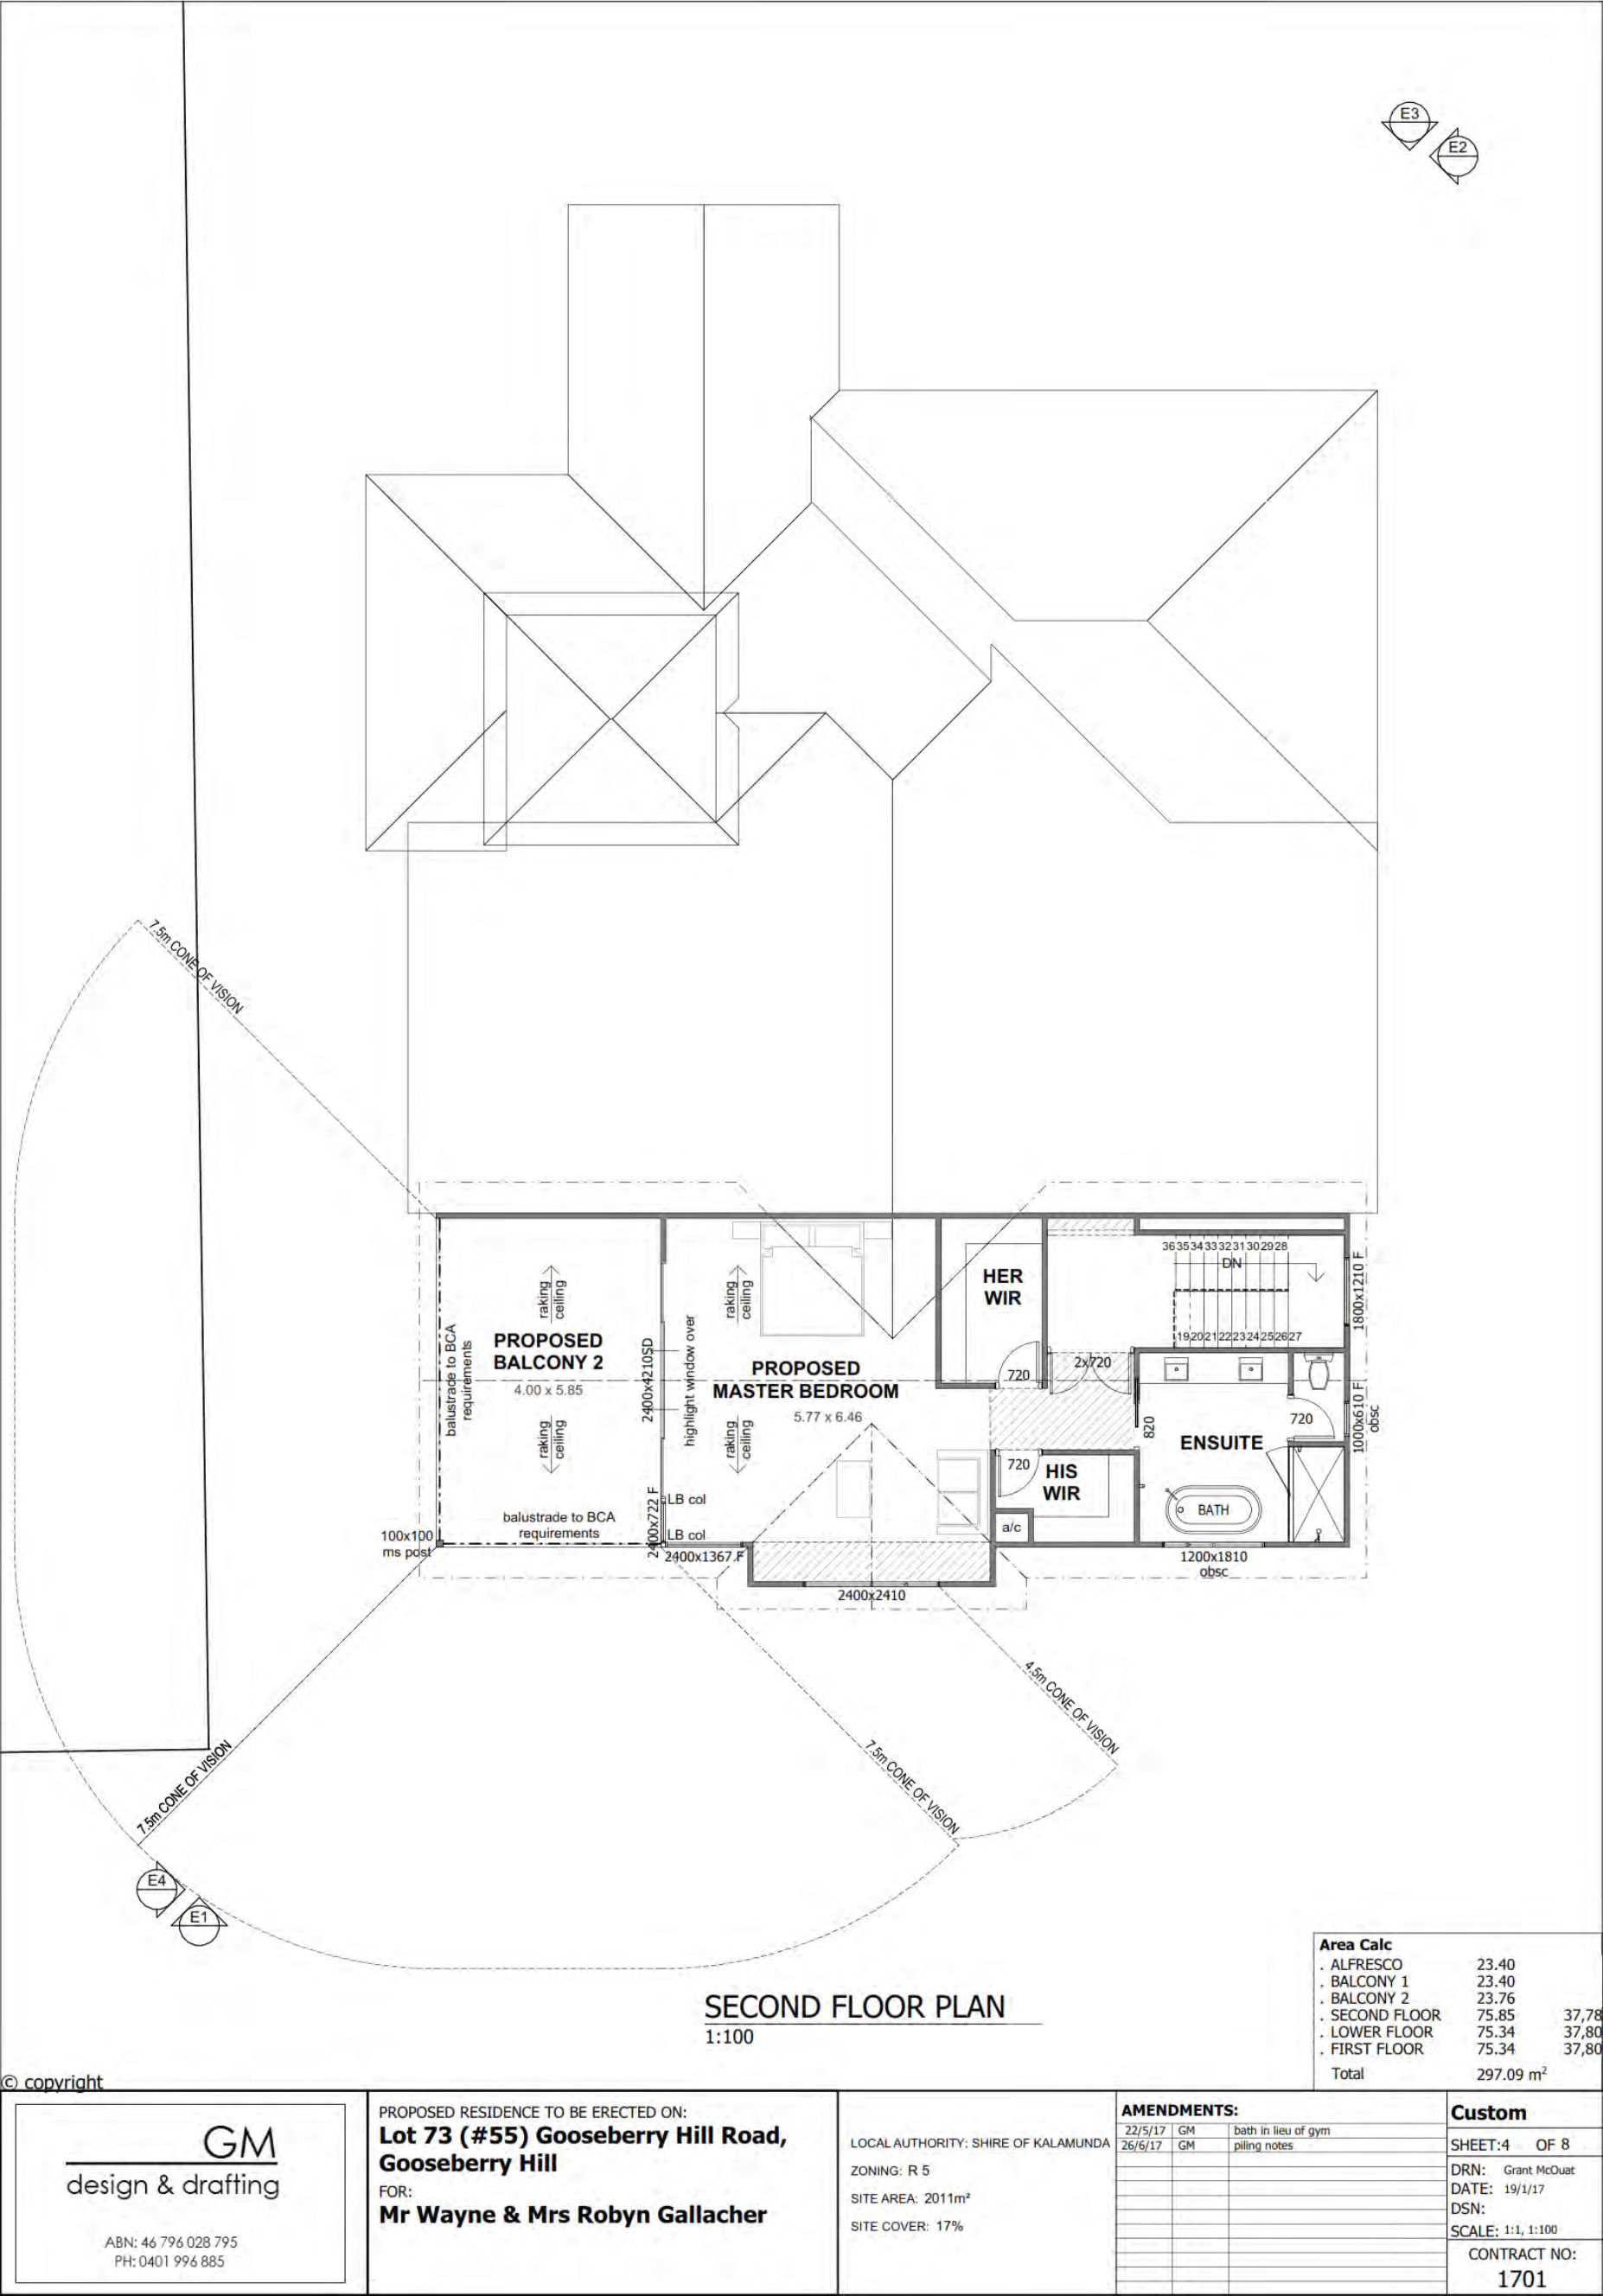 E3
E2
7.5m CONE OF VISION
36 35 34 33 32 31 30 29 28
DN
19 20 21 22 23 24 25 26 27
1800x1210 F
HER
WIR
raking
ceiling
raking
ceiling
PROPOSED
BALCONY 2
4.00 x 5.85
balustrade to BCA
requirements
2400x4210SD
highlight window over
PROPOSED
MASTER BEDROOM
5.77 x 6.46
720
2x720
820
720
1000x610 F
obsc
ENSUITE
raking
ceiling
raking
ceiling
720
HIS
WIR
BATH
a/c
LB col
LB col
2400x722 F
balustrade to BCA
requirements
100x100
ms post
2400x1367 F
1200x1810
obsc
2400x2410
4.5m CONE OF VISION
7.5m CONE OF VISION
7.5m CONE OF VISION
E4
E1
SECOND FLOOR PLAN
1:100
Area Calc
. ALFRESCO 23.40
. BALCONY 1 23.40
. BALCONY 2 23.76
. SECOND FLOOR 75.85 37,78
. LOWER FLOOR 75.34 37,80
. FIRST FLOOR 75.34 37,80
Total 297.09 m²
© copyright
GM
design & drafting
ABN: 46 796 028 795
PH: 0401 996 885
PROPOSED RESIDENCE TO BE ERECTED ON:
Lot 73 (#55) Gooseberry Hill Road,
Gooseberry Hill
FOR:
Mr Wayne & Mrs Robyn Gallacher
LOCAL AUTHORITY: SHIRE OF KALAMUNDA
ZONING: R 5
SITE AREA: 2011m²
SITE COVER: 17%
AMENDMENTS:
22/5/17 GM bath in lieu of gym
26/6/17 GM piling notes
Custom
SHEET:4 OF 8
DRN: Grant McOuat
DATE: 19/1/17
DSN:
SCALE: 1:1, 1:100
CONTRACT NO:
1701